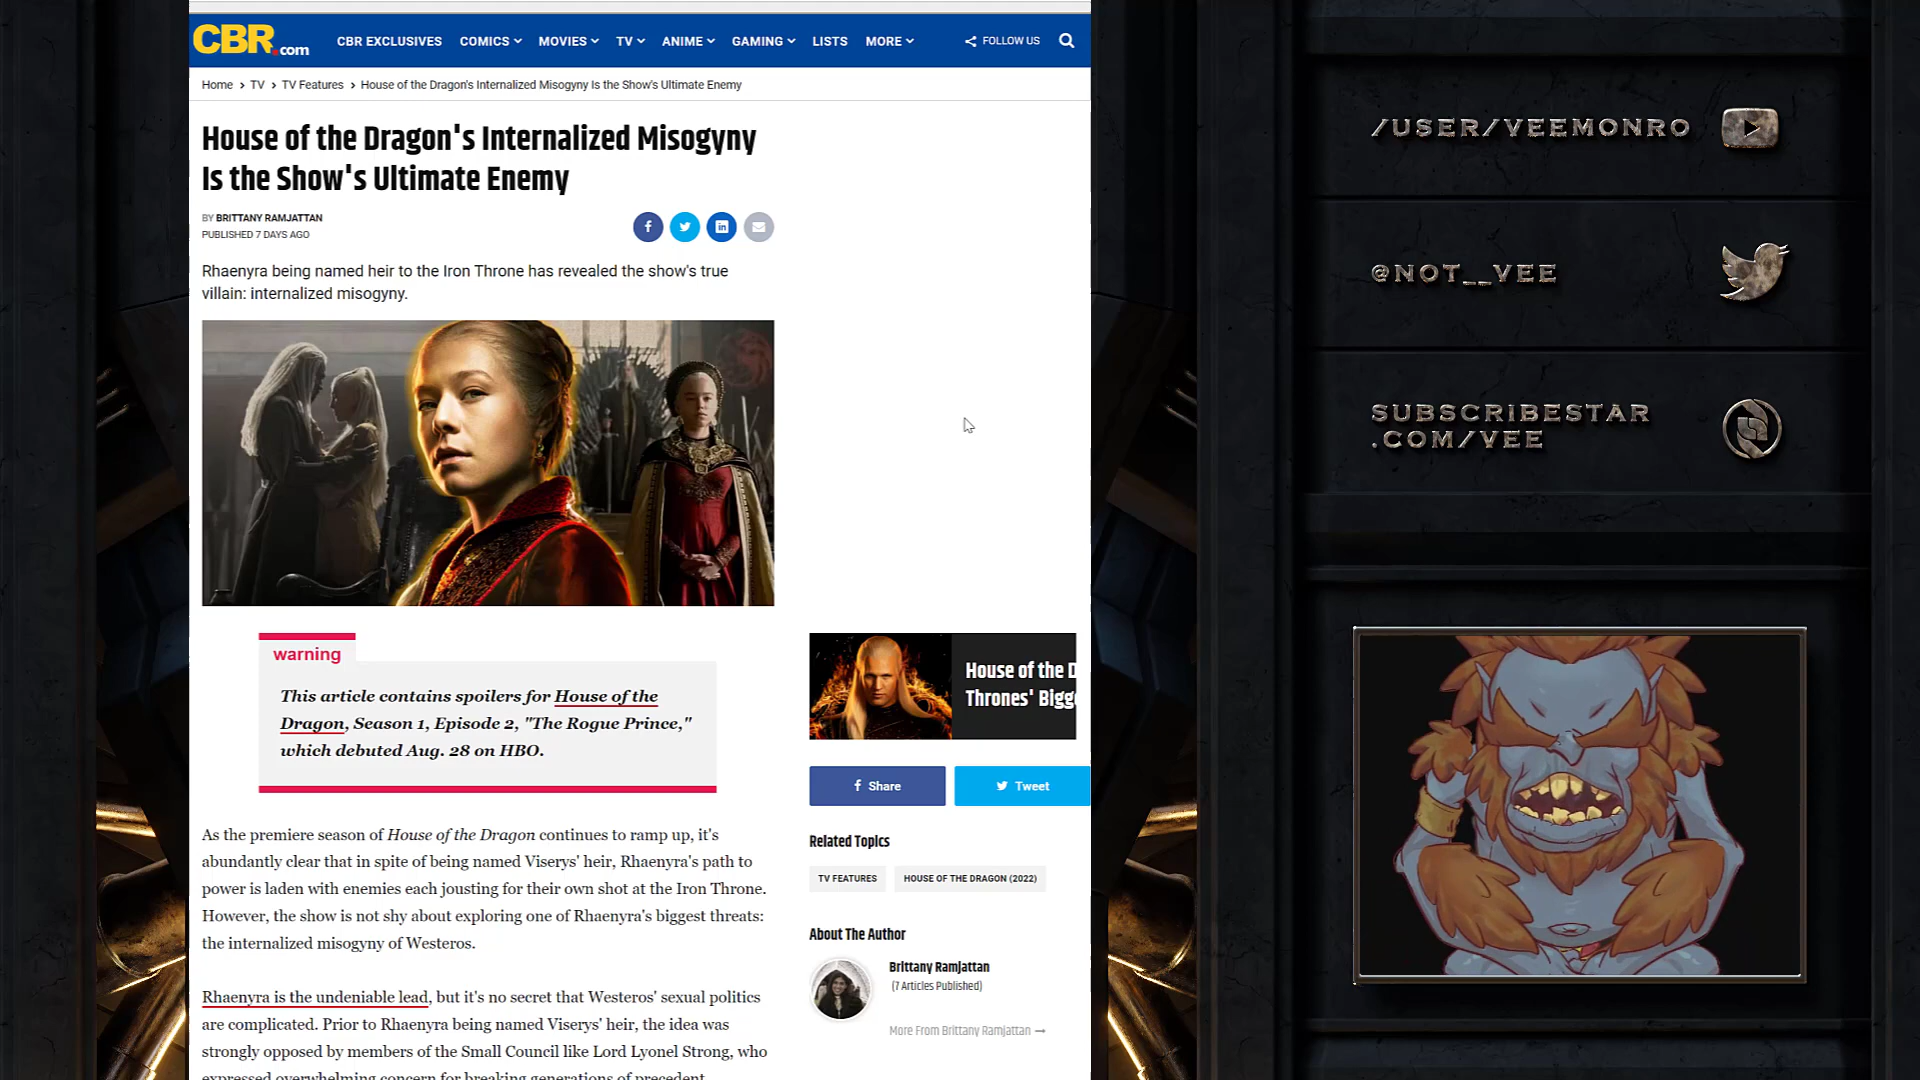 CBR.com
CBR EXCLUSIVES COMICS MOVIES TV ANIME GAMING LISTS MORE FOLLOW US
Home > TV > TV Features > House of the Dragon's Internalized Misogyny Is the Show's Ultimate Enemy
House of the Dragon's Internalized Misogyny
Is the Show's Ultimate Enemy
BY BRITTANY RAMJATTAN
PUBLISHED 7 DAYS AGO
Rhaenyra being named heir to the Iron Throne has revealed the show's true
villain: internalized misogyny.
warning
This article contains spoilers for House of the
Dragon, Season 1, Episode 2, "The Rogue Prince,"
which debuted Aug. 28 on HBO.
As the premiere season of House of the Dragon continues to ramp up, it's
abundantly clear that in spite of being named Viserys' heir, Rhaenyra's path to
power is laden with enemies each jousting for their own shot at the Iron Throne.
However, the show is not shy about exploring one of Rhaenyra's biggest threats:
the internalized misogyny of Westeros.
Rhaenyra is the undeniable lead, but it's no secret that Westeros' sexual politics
are complicated. Prior to Rhaenyra being named Viserys' heir, the idea was
strongly opposed by members of the Small Council like Lord Lyonel Strong, who
expressed overwhelming concern for breaking generations of precedent.
House of the D
Thrones' Bigg
Share
Tweet
Related Topics
TV FEATURES
HOUSE OF THE DRAGON (2022)
About The Author
Brittany Ramjattan
(7 Articles Published)
More From Brittany Ramjattan →
/USER/VEEMONRO
@NOT__VEE
SUBSCRIBESTAR
.COM/VEE